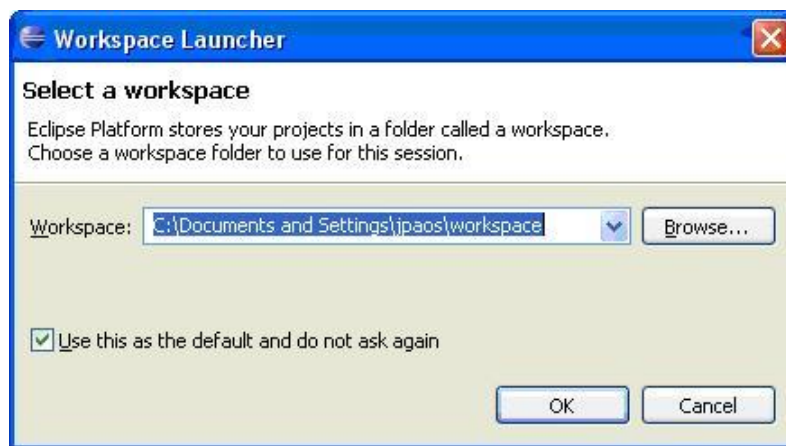 Workspace Launcher
Select a workspace
Eclipse Platform stores your projects in a folder called a workspace.
Choose a workspace folder to use for this session.
Workspace: C:\Documents and Settings\jpaos\workspace Browse...
Use this as the default and do not ask again
OK Cancel